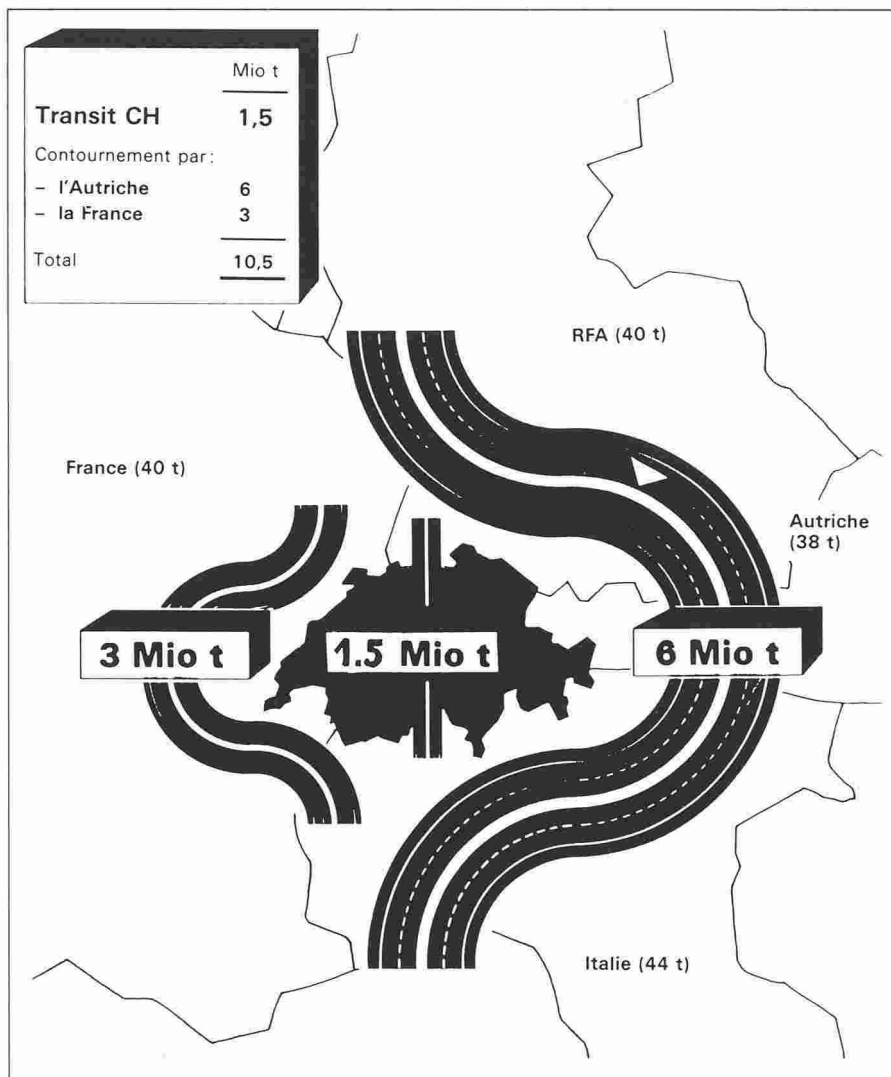 Mio t
Transit CH 1,5
Contournement par:
– l'Autriche 6
– la France 3
Total 10,5
RFA (40 t)
France (40 t)
Autriche
(38 t)
3 Mio t
1.5 Mio t
6 Mio t
Italie (44 t)